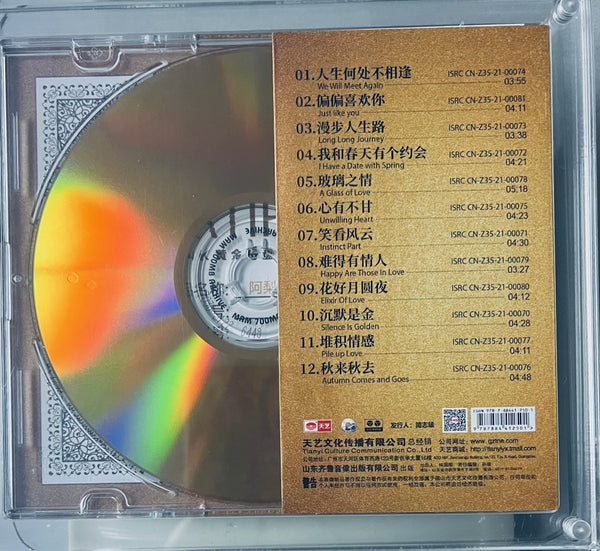 01.人生何处不相逢 ISRC CN-Z35-21-00074
We Will Meet Again 03:55
02.偏偏喜欢你 ISRC CN-Z35-21-00081
Just like you 04:11
03.漫步人生路 ISRC CN-Z35-21-00073
Long Long Journey 03:38
04.我和春天有个约会 ISRC CN-Z35-21-00072
I Have a Date with Spring 04:21
05.玻璃之情 ISRC CN-Z35-21-00078
A Glass of Love 05:18
06.心有不甘 ISRC CN-Z35-21-00075
Unwilling Heart 04:23
07.笑看风云 ISRC CN-Z35-21-00071
Instinct Part 04:30
08.难得有情人 ISRC CN-Z35-21-00079
Happy Are Those In Love 03:27
09.花好月圆夜 ISRC CN-Z35-21-00080
Elixir Of Love 04:12
10.沉默是金 ISRC CN-Z35-21-00070
Silence Is Golden 04:28
11.堆积情感 ISRC CN-Z35-21-00077
Pile up Love 04:11
12.秋来秋去 ISRC CN-Z35-21-00076
Autumn Comes and Goes 04:48
阿梨
MAM 700M
6448
天艺
天艺文化传播有限公司 总经销
Tianyi Culture Communication Co.,Ltd
山东齐鲁音像出版有限公司 出版
警告